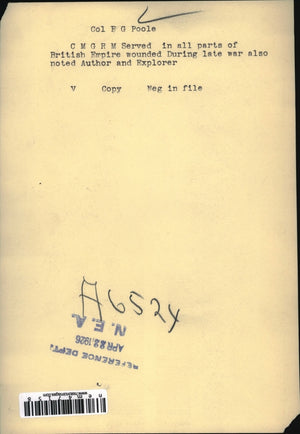 Col F G Poole
C M G R M Served in all parts of
British Empire wounded During late war also
noted Author and Explorer
V Copy Neg in file
A6524
N. E. A.
APR 22 1926
REFERENCE DEPT.